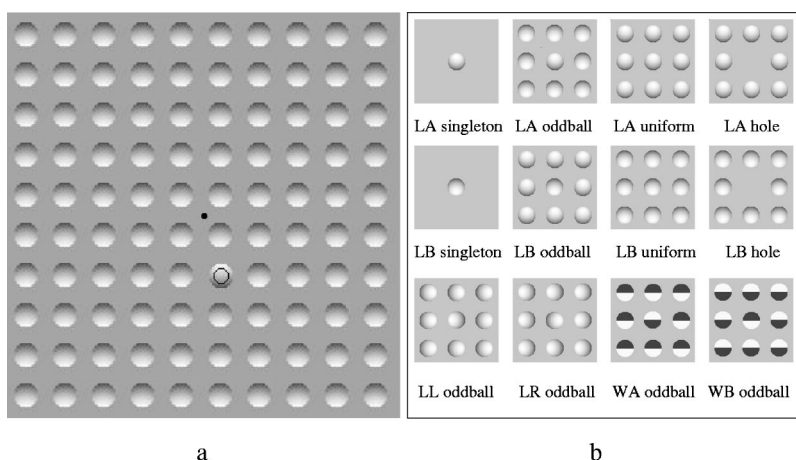 LA singleton LA oddball LA uniform LA hole
LB singleton LB oddball LB uniform LB hole
LL oddball LR oddball WA oddball WB oddball
a b